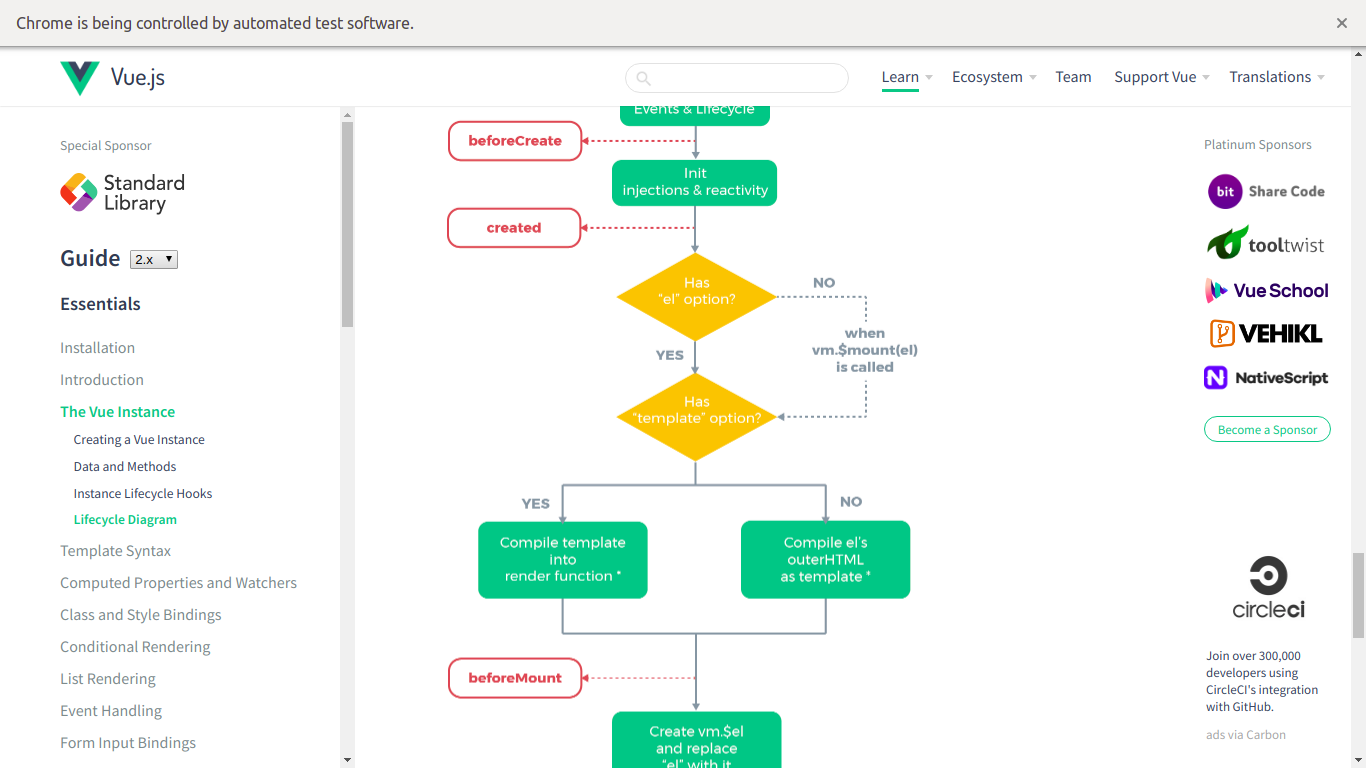 Chrome is being controlled by automated test software.
Vue.js
Learn
Ecosystem
Team
Support Vue
Translations
Special Sponsor
Standard
Library
Guide
2.x
Essentials
Installation
Introduction
The Vue Instance
Creating a Vue Instance
Data and Methods
Instance Lifecycle Hooks
Lifecycle Diagram
Template Syntax
Computed Properties and Watchers
Class and Style Bindings
Conditional Rendering
List Rendering
Event Handling
Form Input Bindings
Events & Lifecycle
beforeCreate
Init
injections & reactivity
created
Has
“el” option?
NO
when
vm.$mount(el)
is called
YES
Has
“template” option?
YES
NO
Compile template
into
render function *
Compile el’s
outerHTML
as template *
beforeMount
Create vm.$el
and replace
“el” with it
Platinum Sponsors
bit
Share Code
tooltwist
Vue School
VEHIKL
N NativeScript
Become a Sponsor
circleci
Join over 300,000
developers using
CircleCI's integration
with GitHub.
ads via Carbon